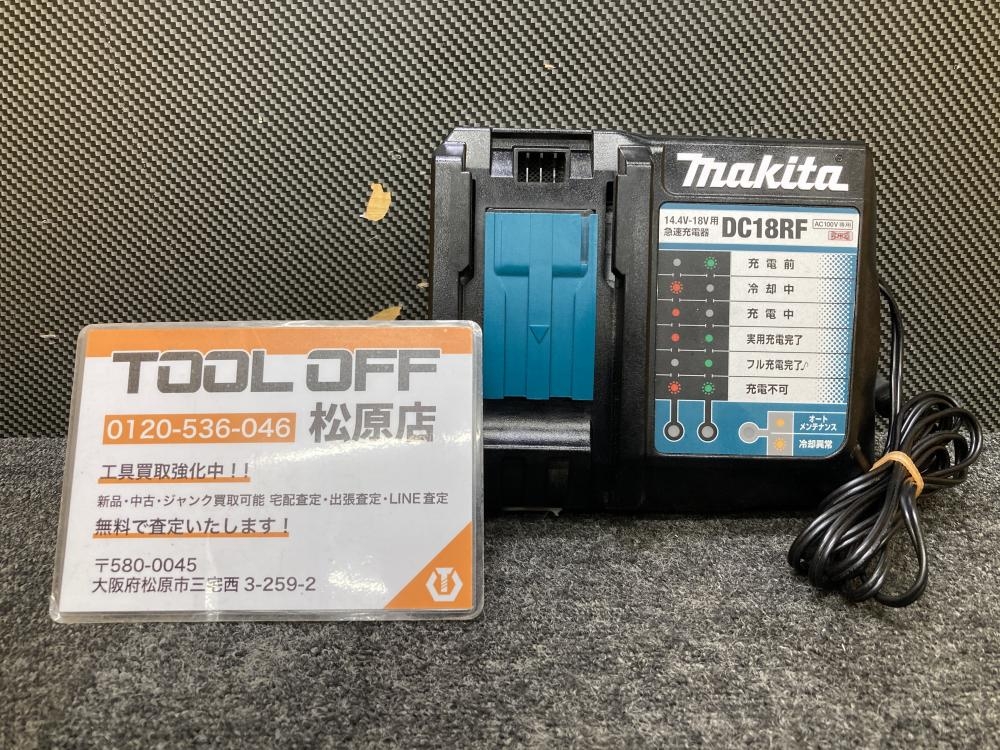 makita
14.4V-18V用
急速充電器
DC18RF
AC100V専用
充電前
冷却中
充電中
実用充電完了
フル充電完了♪
充電不可
オート
メンテナンス
冷却異常
TOOL OFF
0120-536-046 松原店
工具買取強化中!!
新品・中古・ジャンク買取可能 宅配査定・出張査定・LINE査定
無料で査定いたします!
〒580-0045
大阪府松原市三宅西 3-259-2